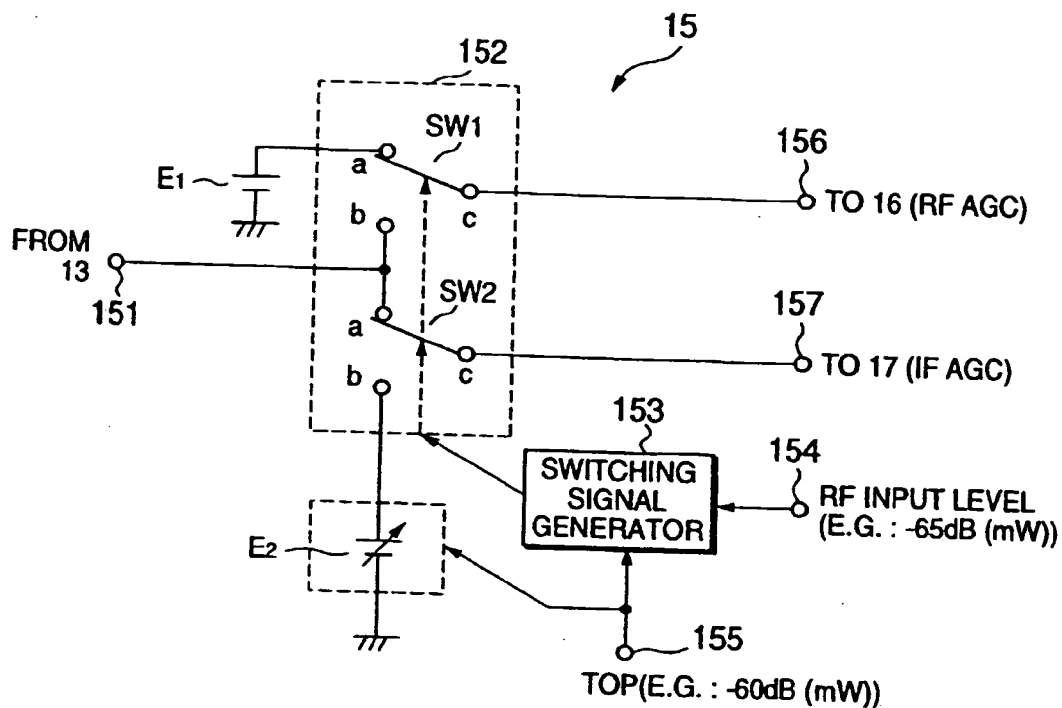 15
152
SW1
a
E1
c
b
156
TO 16 (RF AGC)
FROM
13
151
SW2
a
c
b
157
TO 17 (IF AGC)
153
SWITCHING
SIGNAL
GENERATOR
154
RF INPUT LEVEL
(E.G. : -65dB (mW))
E2
155
TOP(E.G. : -60dB (mW))